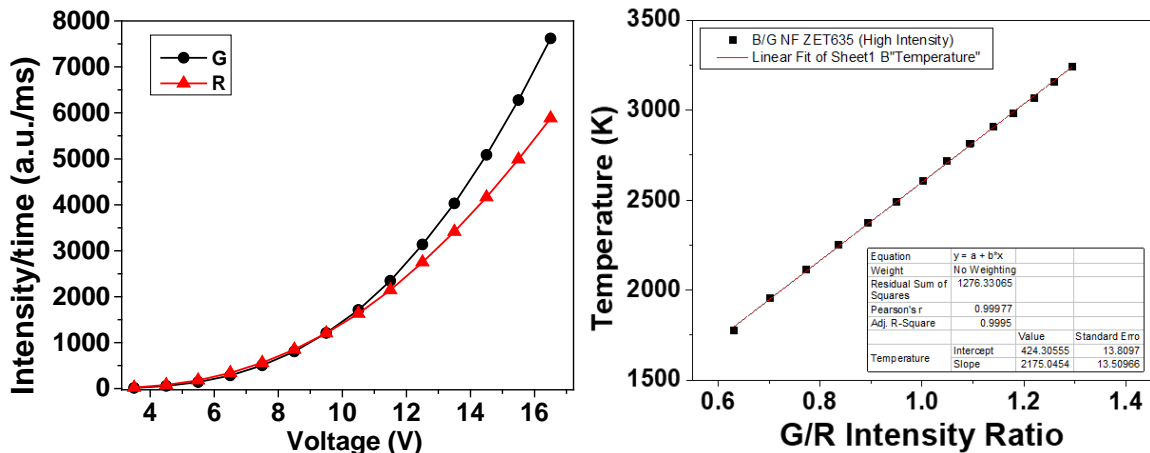 8000
7000
6000
5000
4000
3000
2000
1000
0
Intensity/time (a.u./ms)
G
R
4 6 8 10 12 14 16
Voltage (V)
3500
3000
2500
2000
1500
Temperature (K)
B/G NF ZET635 (High Intensity)
Linear Fit of Sheet1 B"Temperature"
Equation y = a + b*x
Weight No Weighting
Residual Sum of Squares 1276.33065
Pearson's r 0.99977
Adj. R-Square 0.9995
Value Standard Erro
Temperature Intercept 424.30555 13.8097
Slope 2175.0454 13.50966
0.6 0.8 1.0 1.2 1.4
G/R Intensity Ratio